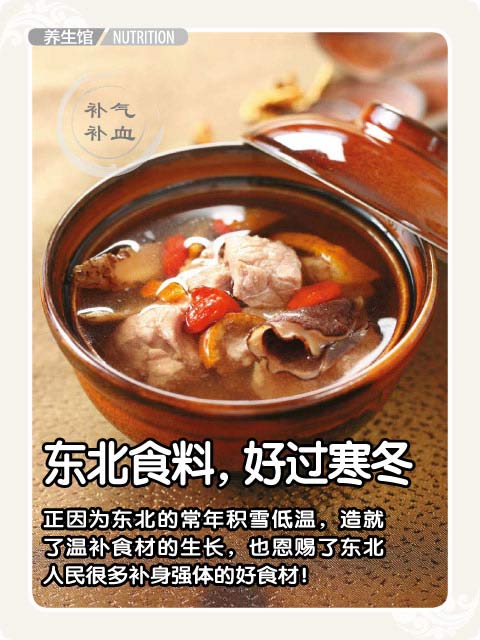 养生馆 / NUTRITION
补气
补血
东北食料，好过寒冬
正因为东北的常年积雪低温，造就
了温补食材的生长，也恩赐了东北
人民很多补身强体的好食材！